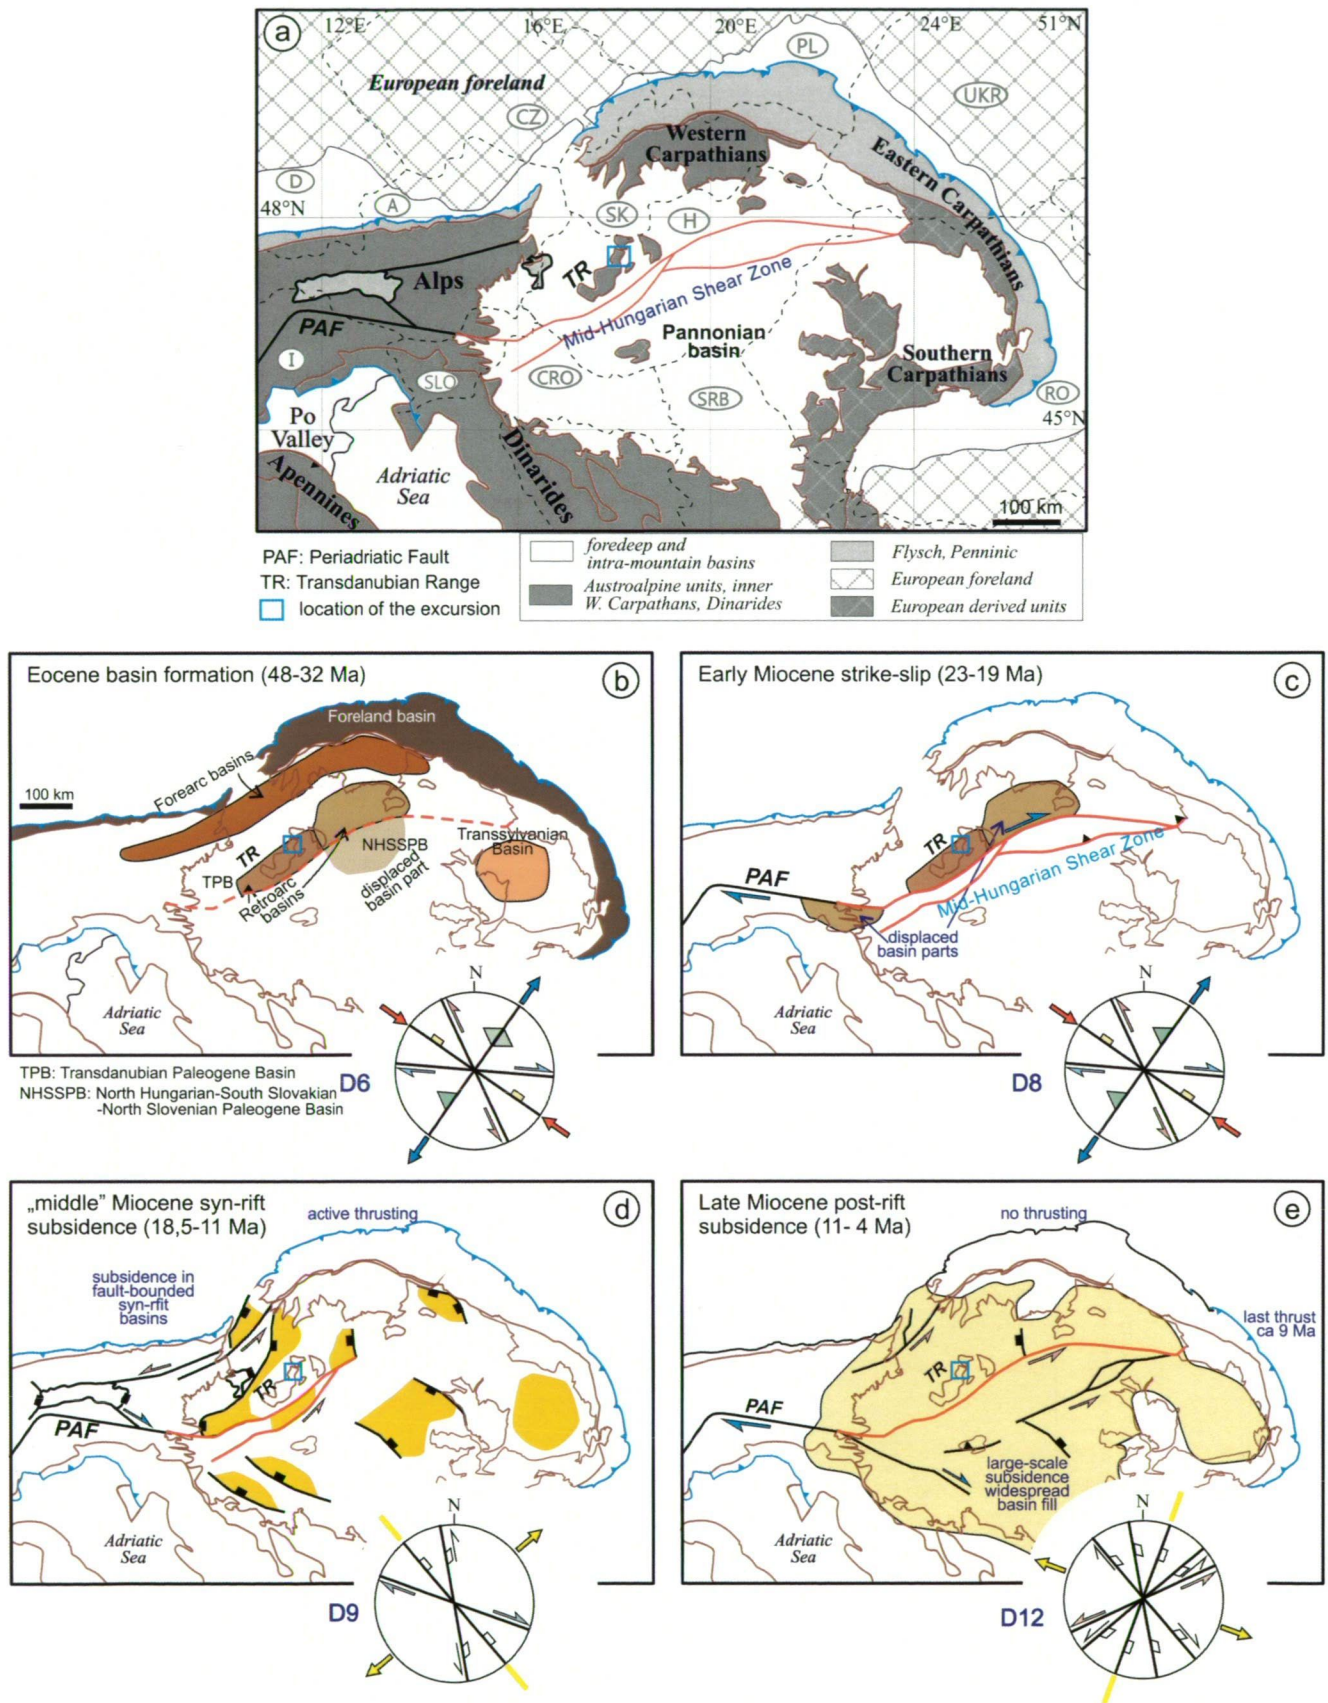 a
12°E
16°E
20°E
24°E
51°N
PL
European foreland
CZ
UKR
Western
Carpathians
Eastern Carpathians
D
48°N
A
SK
H
TR
Alps
Mid-Hungarian Shear Zone
PAF
Pannonian
basin
I
Southern
Carpathians
SLO
CRO
SRB
RO
45°N
Po
Valley
Dinarides
Adriatic
Sea
Apennines
100 km
PAF: Periadriatic Fault
TR: Transdanubian Range
location of the excursion
foredeep and
intra-mountain basins
Austroalpine units, inner
W. Carpathans, Dinarides
Flysch, Penninic
European foreland
European derived units
Eocene basin formation (48-32 Ma)
b
Foreland basin
Forearc basins
100 km
TR
NHSSPB
Transsylvanian
Basin
TPB
Retroarc
basins
displaced
basin part
Adriatic
Sea
N
D6
TPB: Transdanubian Paleogene Basin
NHSSPB: North Hungarian-South Slovakian
-North Slovenian Paleogene Basin
Early Miocene strike-slip (23-19 Ma)
c
TR
PAF
Mid-Hungarian Shear Zone
displaced
basin parts
Adriatic
Sea
N
D8
„middle” Miocene syn-rift
subsidence (18,5-11 Ma)
d
active thrusting
subsidence in
fault-bounded
syn-rfit
basins
TR
PAF
Adriatic
Sea
N
D9
Late Miocene post-rift
subsidence (11- 4 Ma)
e
no thrusting
last thrust
ca 9 Ma
TR
PAF
large-scale
subsidence
widespread
basin fill
Adriatic
Sea
N
D12